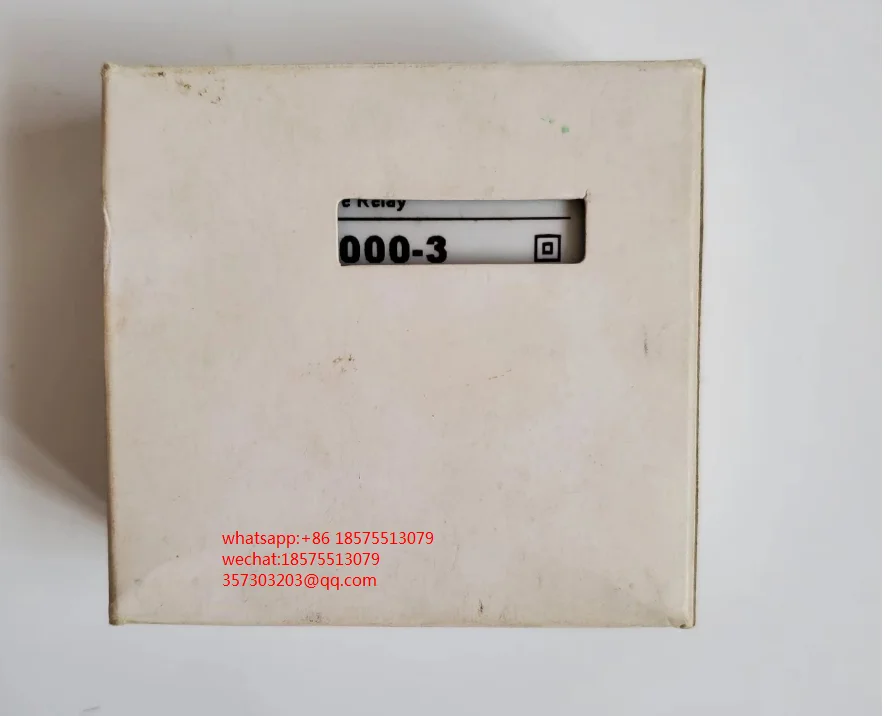 e Relay
000-3
whatsapp:+86 18575513079
wechat:18575513079
357303203@qq.com